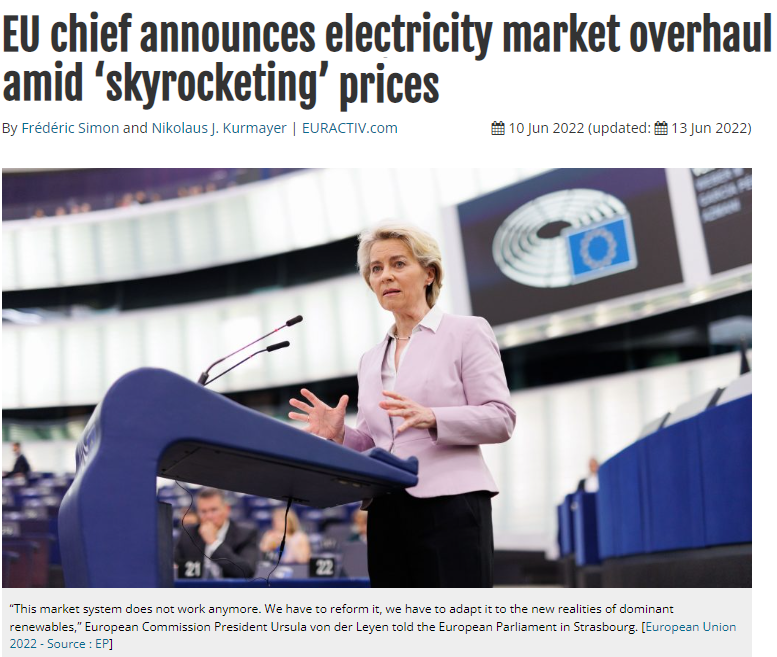 EU chief announces electricity market overhaul
amid ‘skyrocketing’ prices
By Frédéric Simon and Nikolaus J. Kurmayer | EURACTIV.com
10 Jun 2022 (updated: 13 Jun 2022)
21
22
“This market system does not work anymore. We have to reform it, we have to adapt it to the new realities of dominant
renewables,” European Commission President Ursula von der Leyen told the European Parliament in Strasbourg. [European Union
2022 - Source : EP]